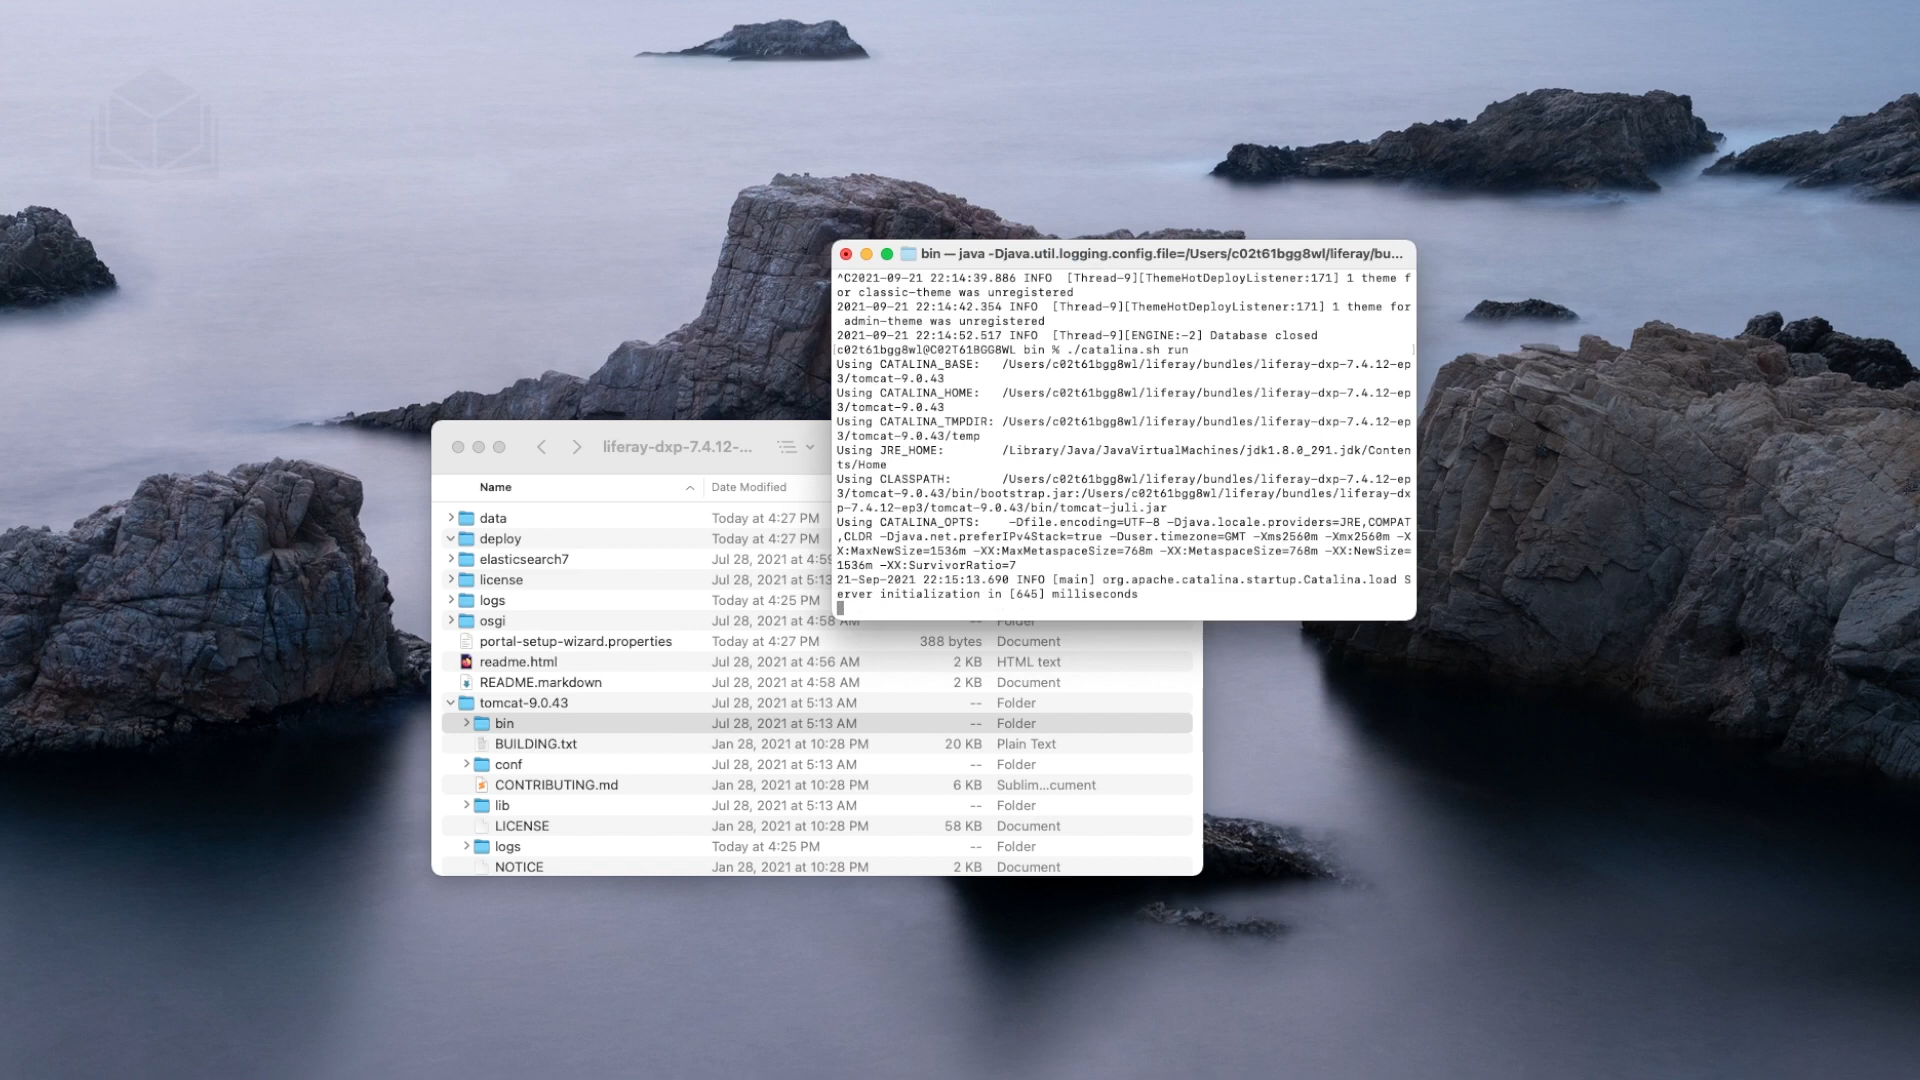 bin — java -Djava.util.logging.config.file=/Users/c02t61bgg8wl/liferay/bu...
^C2021-09-21 22:14:39.886 INFO  [Thread-9][ThemeHotDeployListener:171] 1 theme f
or classic-theme was unregistered
2021-09-21 22:14:42.354 INFO  [Thread-9][ThemeHotDeployListener:171] 1 theme for
 admin-theme was unregistered
2021-09-21 22:14:52.517 INFO  [Thread-9][ENGINE:-2] Database closed
[c02t61bgg8wl@C02T61BGG8WL bin % ./catalina.sh run ]
Using CATALINA_BASE:   /Users/c02t61bgg8wl/liferay/bundles/liferay-dxp-7.4.12-ep
3/tomcat-9.0.43
Using CATALINA_HOME:   /Users/c02t61bgg8wl/liferay/bundles/liferay-dxp-7.4.12-ep
3/tomcat-9.0.43
Using CATALINA_TMPDIR: /Users/c02t61bgg8wl/liferay/bundles/liferay-dxp-7.4.12-ep
3/tomcat-9.0.43/temp
Using JRE_HOME:        /Library/Java/JavaVirtualMachines/jdk1.8.0_291.jdk/Conten
ts/Home
Using CLASSPATH:       /Users/c02t61bgg8wl/liferay/bundles/liferay-dxp-7.4.12-ep
3/tomcat-9.0.43/bin/bootstrap.jar:/Users/c02t61bgg8wl/liferay/bundles/liferay-dx
p-7.4.12-ep3/tomcat-9.0.43/bin/tomcat-juli.jar
Using CATALINA_OPTS:    -Dfile.encoding=UTF-8 -Djava.locale.providers=JRE,COMPAT
,CLDR -Djava.net.preferIPv4Stack=true -Duser.timezone=GMT -Xms2560m -Xmx2560m -X
X:MaxNewSize=1536m -XX:MaxMetaspaceSize=768m -XX:MetaspaceSize=768m -XX:NewSize=
1536m -XX:SurvivorRatio=7
21-Sep-2021 22:15:13.690 INFO [main] org.apache.catalina.startup.Catalina.load S
erver initialization in [645] milliseconds
liferay-dxp-7.4.12-...
Name Date Modified
data Today at 4:27 PM
deploy Today at 4:27 PM
elasticsearch7 Jul 28, 2021 at 4:59
license Jul 28, 2021 at 5:13
logs Today at 4:25 PM
osgi Jul 28, 2021 at 4:58 AM -- Folder
portal-setup-wizard.properties Today at 4:27 PM 388 bytes Document
readme.html Jul 28, 2021 at 4:56 AM 2 KB HTML text
README.markdown Jul 28, 2021 at 4:58 AM 2 KB Document
tomcat-9.0.43 Jul 28, 2021 at 5:13 AM -- Folder
bin Jul 28, 2021 at 5:13 AM -- Folder
BUILDING.txt Jan 28, 2021 at 10:28 PM 20 KB Plain Text
conf Jul 28, 2021 at 5:13 AM -- Folder
CONTRIBUTING.md Jan 28, 2021 at 10:28 PM 6 KB Sublim...cument
lib Jul 28, 2021 at 5:13 AM -- Folder
LICENSE Jan 28, 2021 at 10:28 PM 58 KB Document
logs Today at 4:25 PM -- Folder
NOTICE Jan 28, 2021 at 10:28 PM 2 KB Document